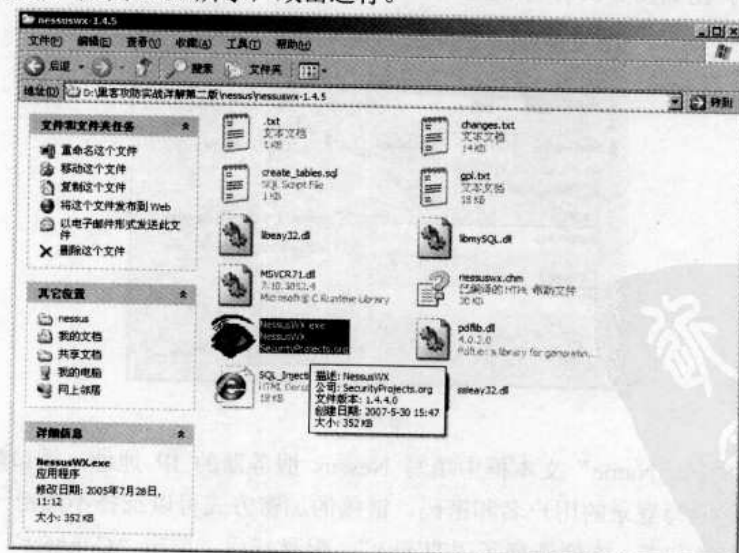 nessuswx-1.4.5
文件(F) 编辑(E) 查看(V) 收藏(A) 工具(T) 帮助(H)
后退 搜索 文件夹
地址(D) D:\黑客攻防实战详解第二版\nessus\nessuswx-1.4.5 转到
文件和文件夹任务
重命名这个文件
移动这个文件
复制这个文件
将这个文件发布到 Web
以电子邮件形式发送此文件
删除这个文件
其它位置
nessus
我的文档
共享文档
我的电脑
网上邻居
详细信息
NessusWX.exe
应用程序
修改日期: 2005年7月28日,
11:12
大小: 352 KB
.txt
文本文档
1 KB
changes.txt
文本文档
14 KB
create_tables.sql
SQL Script File
1 KB
gpl.txt
文本文档
18 KB
libeay32.dll
libmySQL.dll
MSVCR71.dll
7.10.3052.4
Microsoft® C Runtime Library
nessuswx.chm
已编译的 HTML 帮助文件
30 KB
NessusWX.exe
NessusWX
SecurityProjects.org
pdflib.dll
4.0.2.0
SQL_Inject
HTML Docu
18 KB
ssleay32.dll
描述: NessusWX
公司: SecurityProjects.org
文件版本: 1.4.4.0
创建日期: 2007-5-30 15:47
大小: 352 KB